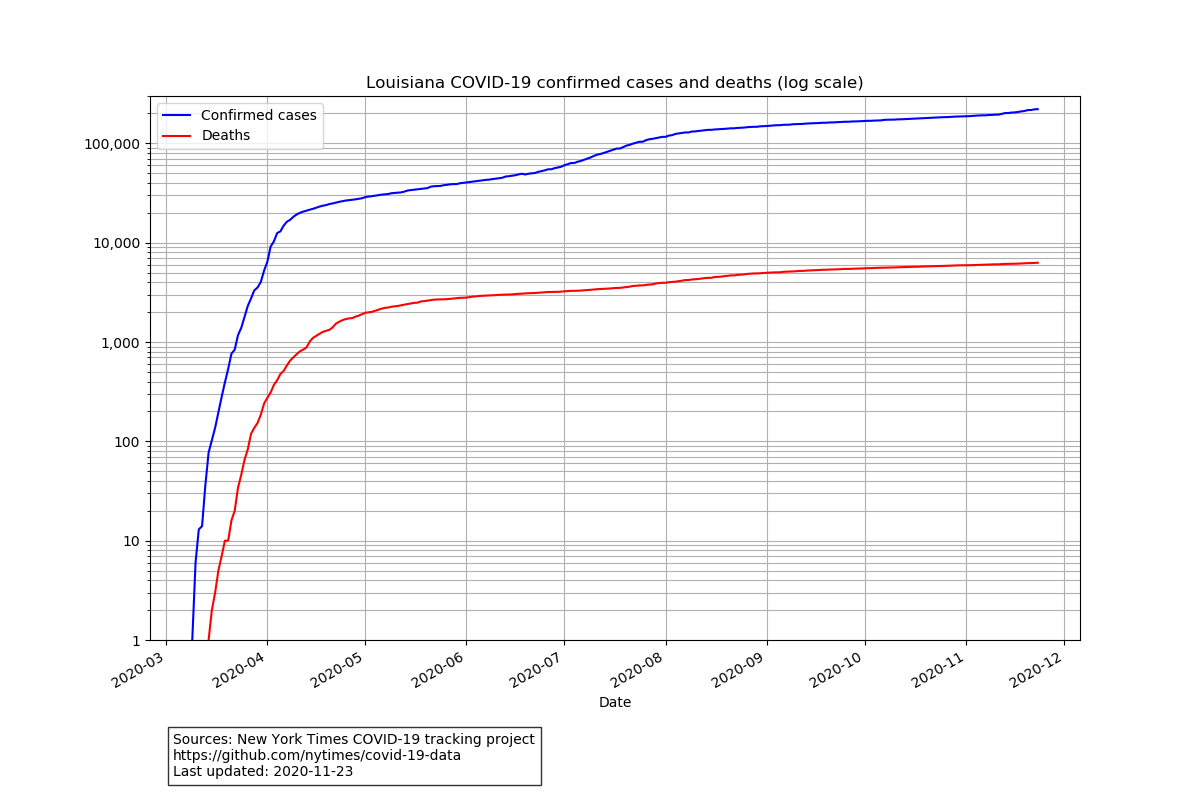 Louisiana COVID-19 confirmed cases and deaths (log scale)
Confirmed cases
Deaths
100,000
10,000
1,000
100
10
1
2020-03
2020-04
2020-05
2020-06
2020-07
2020-08
2020-09
2020-10
2020-11
2020-12
Date
Sources: New York Times COVID-19 tracking project
https://github.com/nytimes/covid-19-data
Last updated: 2020-11-23